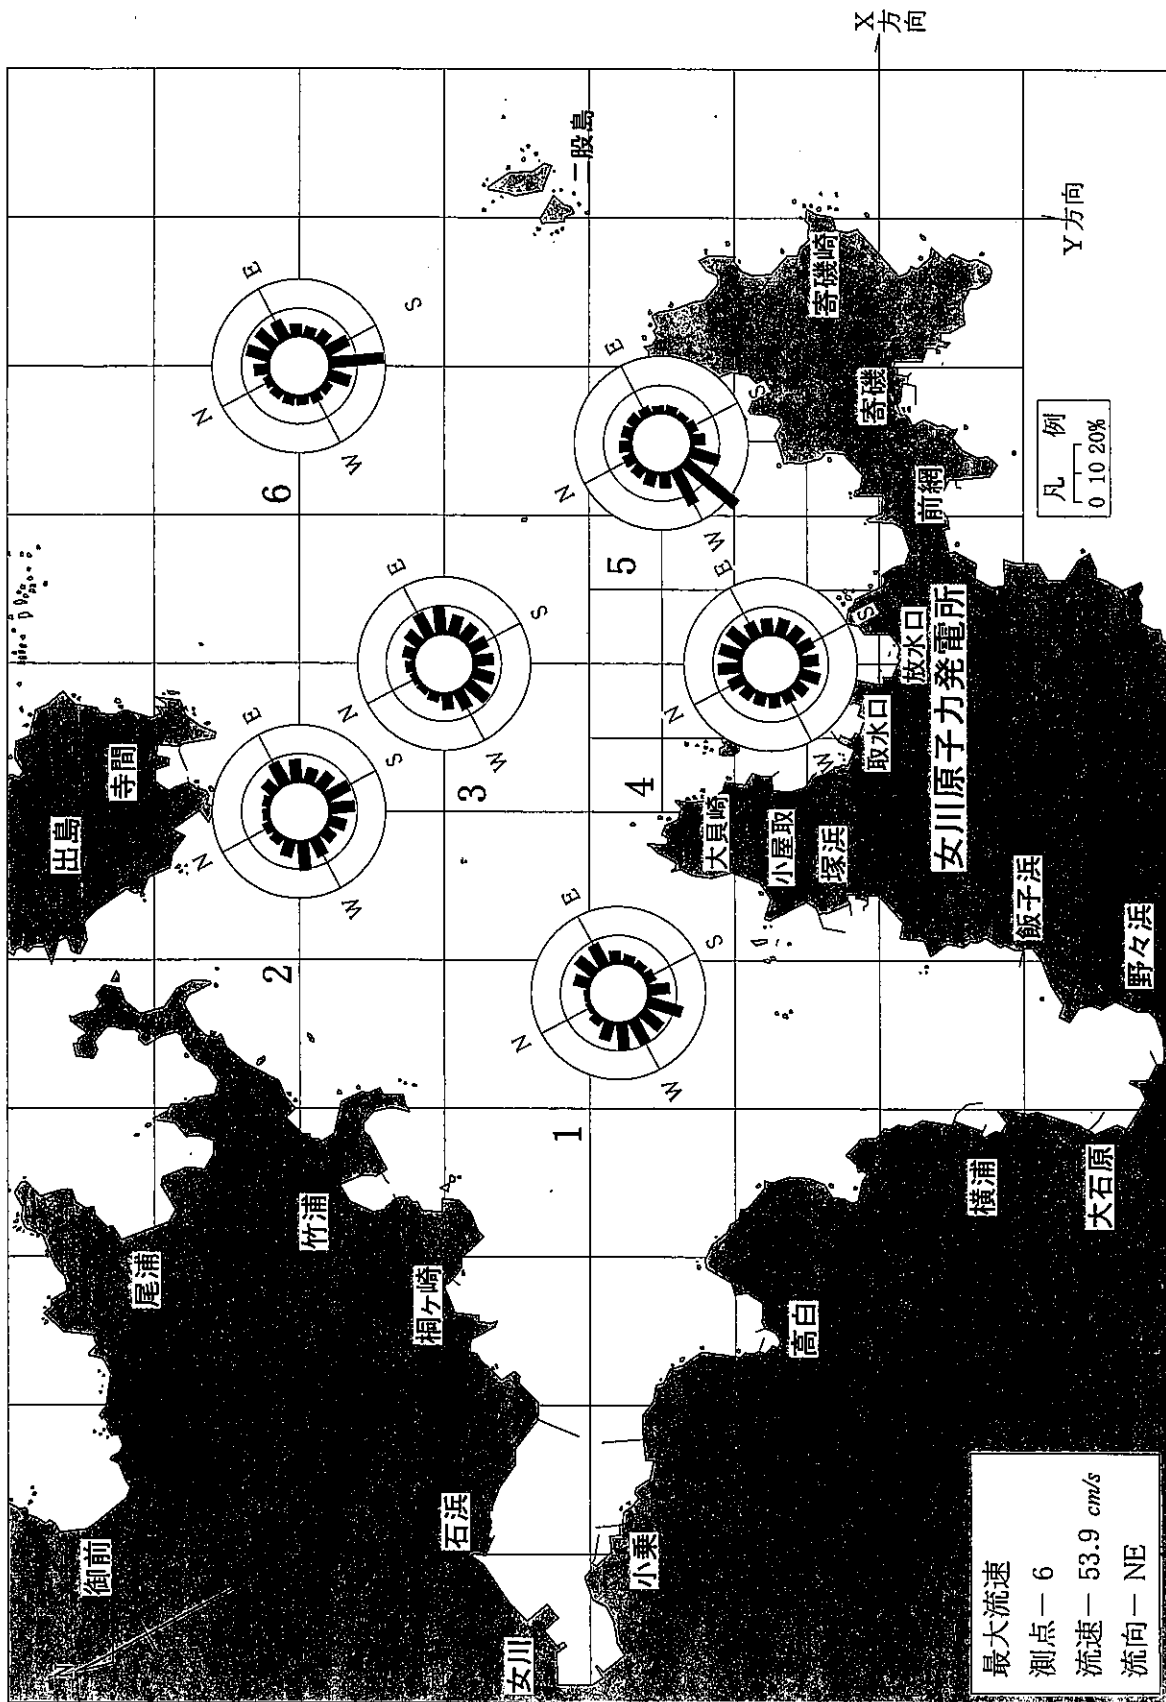 御前
尾浦
竹浦
桐ケ崎
石浜
女川
小乗
高白
横浦
大石原
野々浜
飯子浜
塚浜
小屋取
大貝崎
取水口
放水口
女川原子力発電所
前網
寄磯
寄磯崎
二股島
出島
寺間
1
N
E
S
W
2
N
E
S
W
3
N
E
S
W
4
N
E
S
W
5
N
E
S
W
6
N
E
S
W
N
X方向
Y方向
凡 例
0 10 20%
最大流速
測点－6
流速－53.9 cm/s
流向－NE